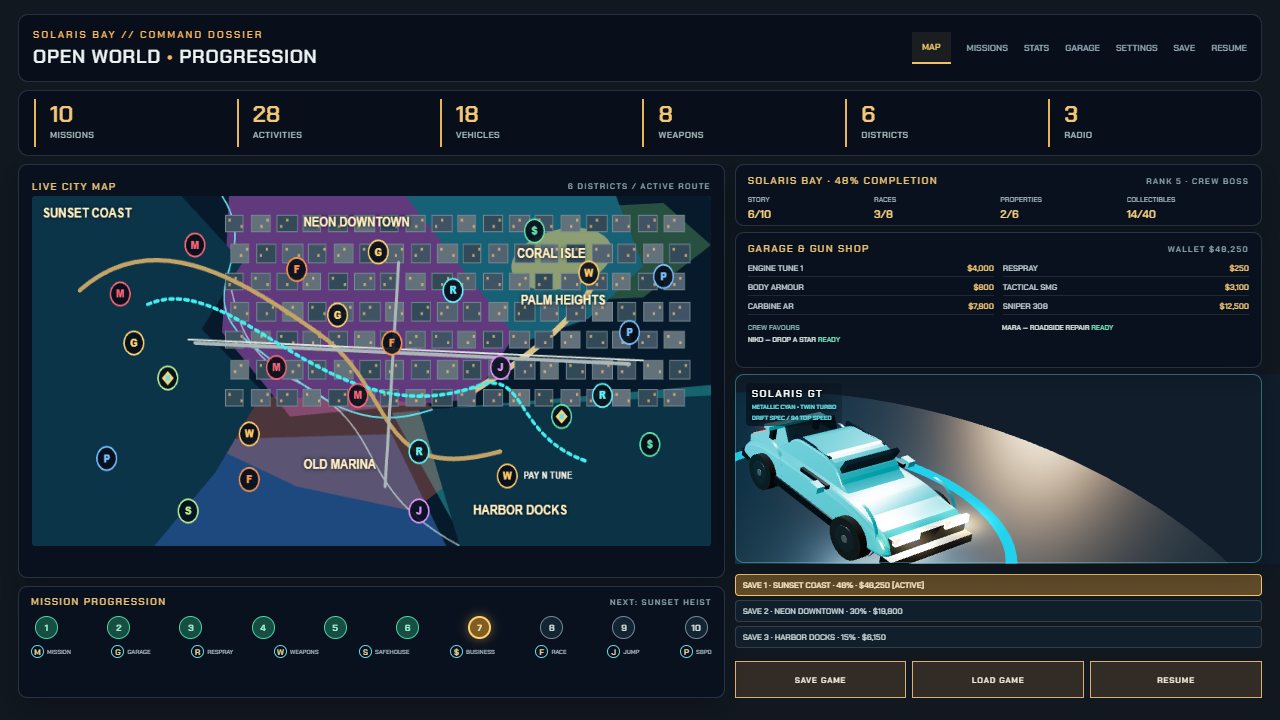 SOLARIS BAY // COMMAND DOSSIER
OPEN WORLD • PROGRESSION
MAP MISSIONS STATS GARAGE SETTINGS SAVE RESUME
10 28 18 8 6 3
MISSIONS ACTIVITIES VEHICLES WEAPONS DISTRICTS RADIO
LIVE CITY MAP 6 DISTRICTS / ACTIVE ROUTE
SUNSET COAST
NEON DOWNTOWN
$
M
G
CORAL ISLE
F
W
P
M
R
PALM HEIGHTS
G
P
G
F
M
J
M
R
W
$
R
P
OLD MARINA
F
W PAY N TUNE
S
J
HARBOR DOCKS
MISSION PROGRESSION NEXT: SUNSET HEIST
1 2 3 4 5 6 7 8 9 10
M MISSION G GARAGE R RESPRAY W WEAPONS S SAFEHOUSE $ BUSINESS F RACE J JUMP P SBPD
SOLARIS BAY · 48% COMPLETION RANK 5 · CREW BOSS
STORY RACES PROPERTIES COLLECTIBLES
6/10 3/8 2/6 14/40
GARAGE & GUN SHOP WALLET $48,250
ENGINE TUNE 1 $4,000 RESPRAY $250
BODY ARMOUR $800 TACTICAL SMG $3,100
CARBINE AR $7,800 SNIPER 308 $12,500
CREW FAVOURS MARA — ROADSIDE REPAIR READY
NIKO — DROP A STAR READY
SOLARIS GT
METALLIC CYAN · TWIN TURBO
DRIFT SPEC / 94 TOP SPEED
SAVE 1 · SUNSET COAST · 48% · $48,250 [ACTIVE]
SAVE 2 · NEON DOWNTOWN · 30% · $19,800
SAVE 3 · HARBOR DOCKS · 15% · $6,150
SAVE GAME LOAD GAME RESUME